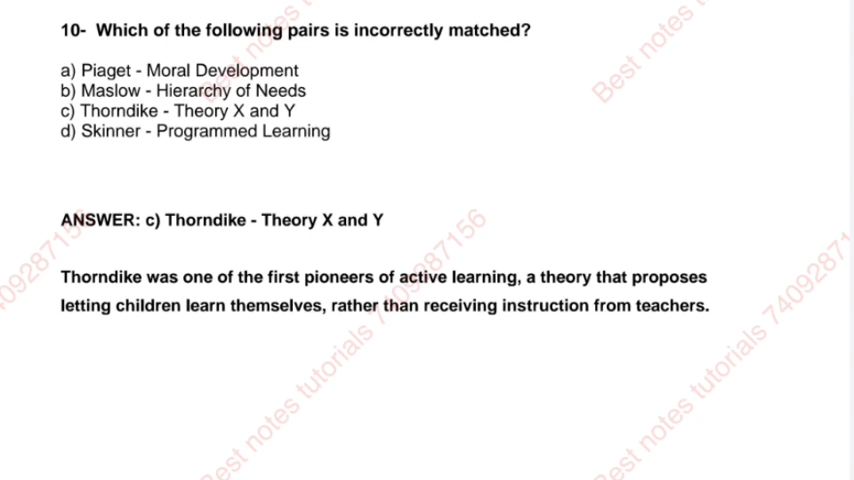 10- Which of the following pairs is incorrectly matched?
a) Piaget - Moral Development
b) Maslow - Hierarchy of Needs
c) Thorndike - Theory X and Y
d) Skinner - Programmed Learning
ANSWER: c) Thorndike - Theory X and Y
Thorndike was one of the first pioneers of active learning, a theory that proposes
letting children learn themselves, rather than receiving instruction from teachers.
Best notes
est notes tutorials 7409287156
est notes tutorials 7409287